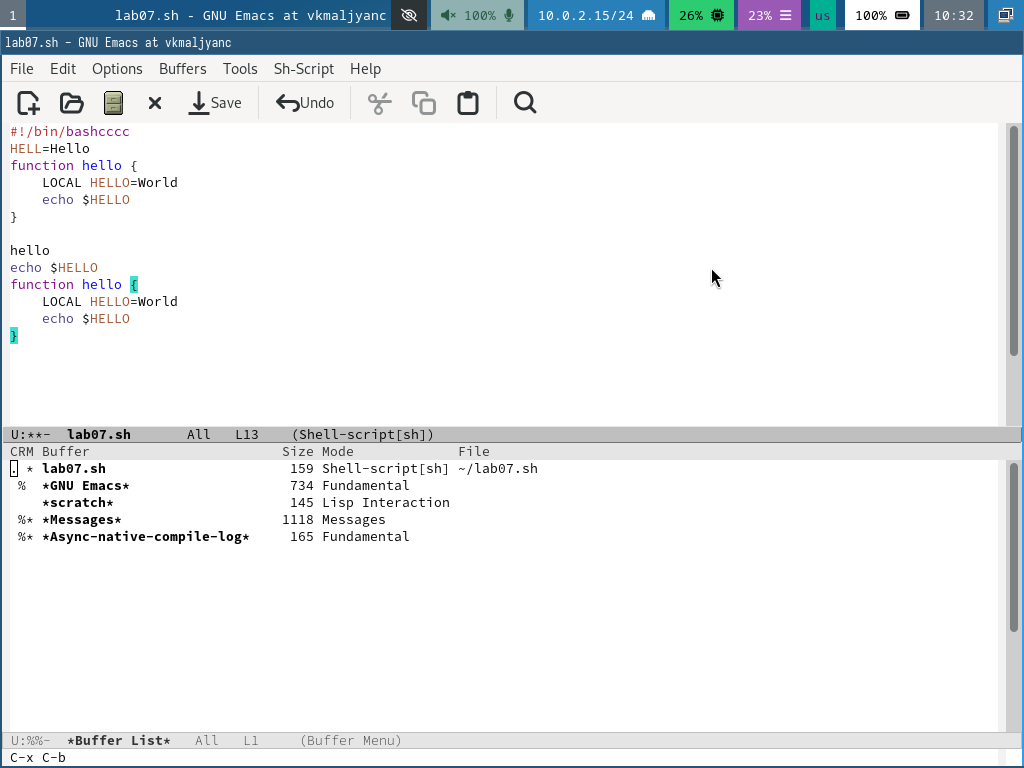 1 lab07.sh - GNU Emacs at vkmaljyanc 100% 10.0.2.15/24 26% 23% us 100% 10:32
lab07.sh - GNU Emacs at vkmaljyanc
File Edit Options Buffers Tools Sh-Script Help
Save Undo
#!/bin/bashcccc
HELL=Hello
function hello {
    LOCAL HELLO=World
    echo $HELLO
}
hello
echo $HELLO
function hello {
    LOCAL HELLO=World
    echo $HELLO
}
U:**-  lab07.sh       All   L13    (Shell-script[sh])
CRM Buffer                        Size Mode             File
. * lab07.sh                       159 Shell-script[sh] ~/lab07.sh
 %  *GNU Emacs*                    734 Fundamental
    *scratch*                      145 Lisp Interaction
 %* *Messages*                    1118 Messages
 %* *Async-native-compile-log*     165 Fundamental
U:%%-  *Buffer List*   All   L1     (Buffer Menu)
C-x C-b